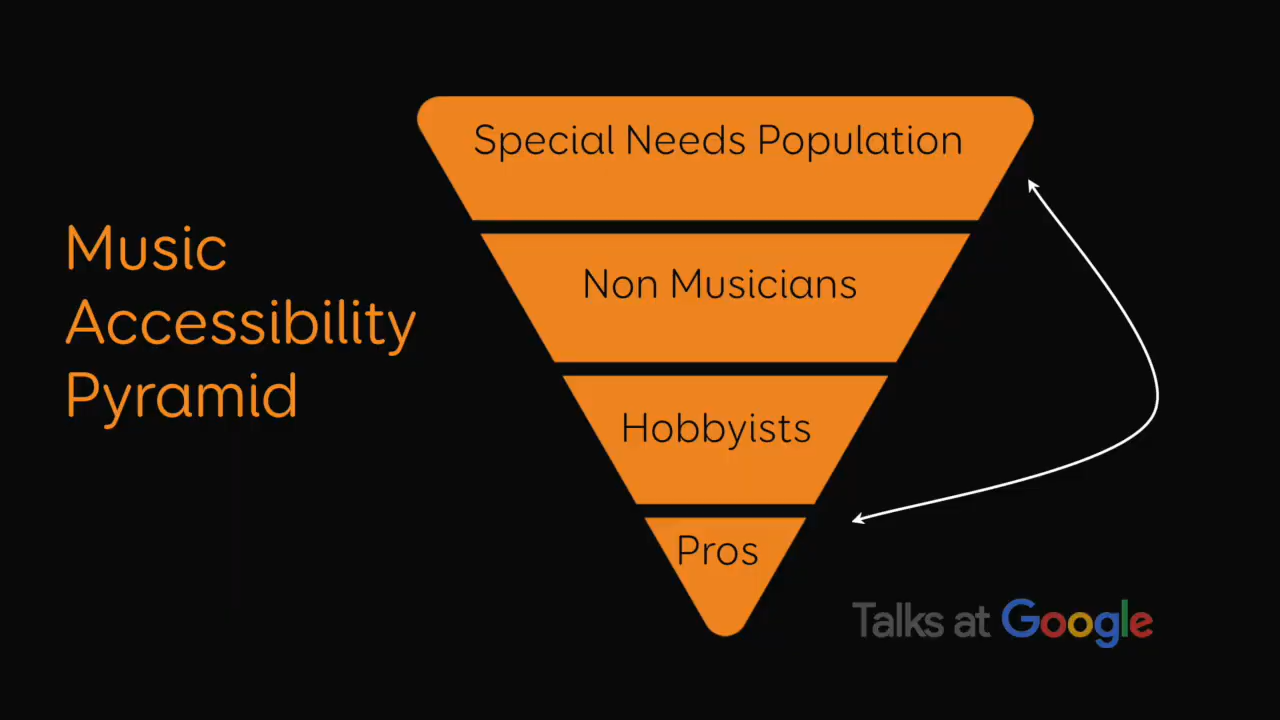 Music
Accessibility
Pyramid
Special Needs Population
Non Musicians
Hobbyists
Pros
Talks at Google